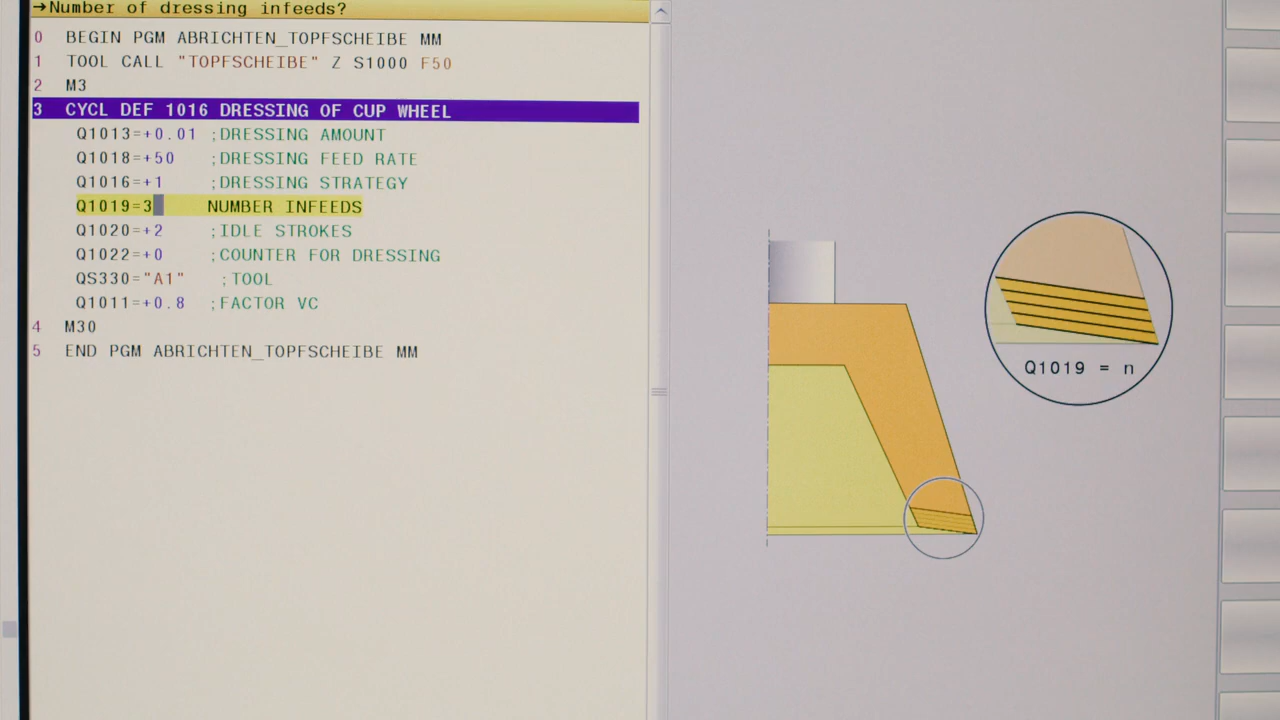 →Number of dressing infeeds?
0 BEGIN PGM ABRICHTEN_TOPFSCHEIBE MM
1 TOOL CALL "TOPFSCHEIBE" Z S1000 F50
2 M3
3 CYCL DEF 1016 DRESSING OF CUP WHEEL
Q1013=+0.01 ;DRESSING AMOUNT
Q1018=+50 ;DRESSING FEED RATE
Q1016=+1 ;DRESSING STRATEGY
Q1019=3 NUMBER INFEEDS
Q1020=+2 ;IDLE STROKES
Q1022=+0 ;COUNTER FOR DRESSING
QS330="A1" ;TOOL
Q1011=+0.8 ;FACTOR VC
4 M30
5 END PGM ABRICHTEN_TOPFSCHEIBE MM
Q1019 = n